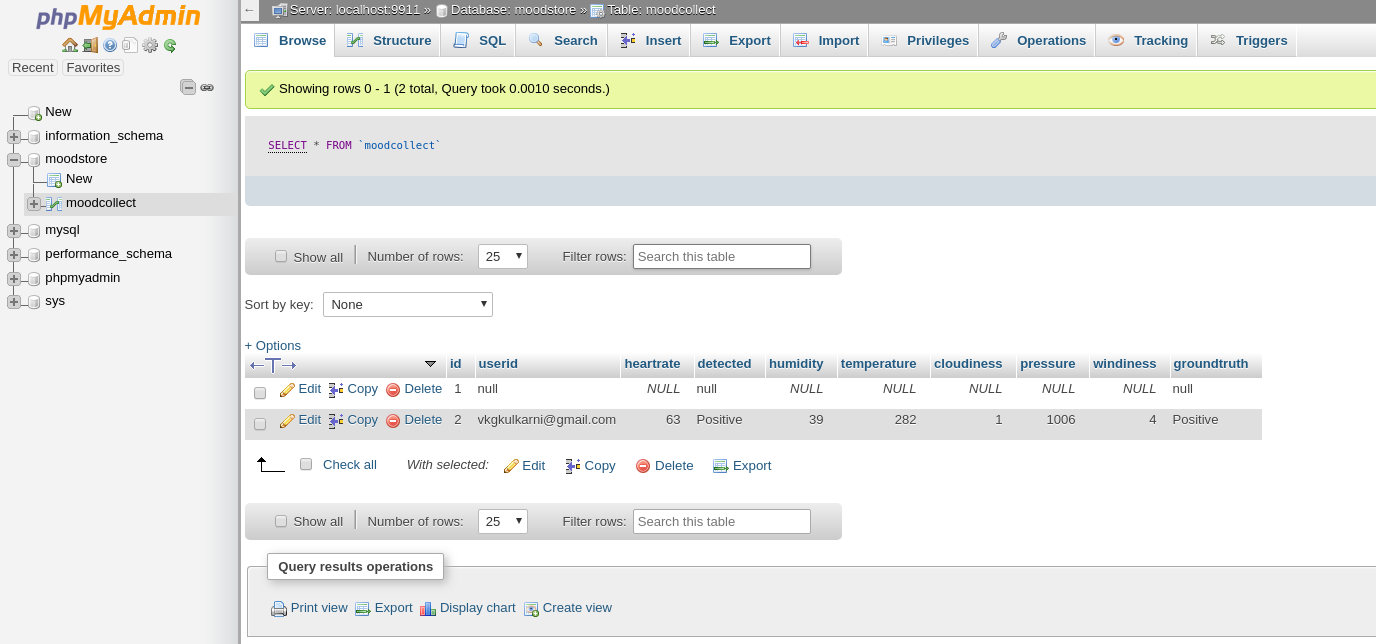 phpMyAdmin
Recent Favorites
New
information_schema
moodstore
New
moodcollect
mysql
performance_schema
phpmyadmin
sys
← Server: localhost:9911 » Database: moodstore » Table: moodcollect
Browse Structure SQL Search Insert Export Import Privileges Operations Tracking Triggers
Showing rows 0 - 1 (2 total, Query took 0.0010 seconds.)
SELECT * FROM `moodcollect`
Show all Number of rows: 25 Filter rows: Search this table
Sort by key: None
+ Options
←T→ id userid heartrate detected humidity temperature cloudiness pressure windiness groundtruth
Edit Copy Delete 1 null NULL null NULL NULL NULL NULL NULL null
Edit Copy Delete 2 vkgkulkarni@gmail.com 63 Positive 39 282 1 1006 4 Positive
Check all With selected: Edit Copy Delete Export
Show all Number of rows: 25 Filter rows: Search this table
Query results operations
Print view Export Display chart Create view